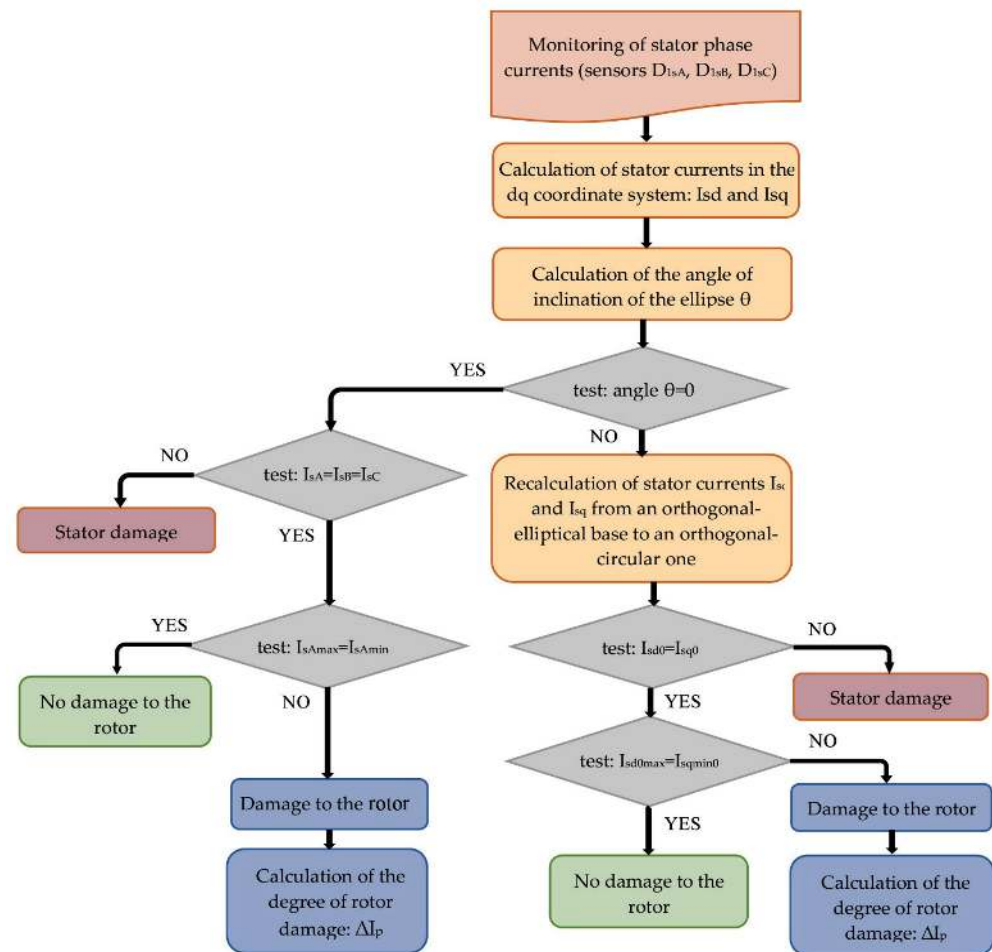 Monitoring of stator phase
currents (sensors D1sA, D1sB, D1sC)
Calculation of stator currents in the
dq coordinate system: Isd and Isq
Calculation of the angle of
inclination of the ellipse θ
YES
test: angle θ=0
NO
NO
test: IsA=IsB=IsC
Recalculation of stator currents Isd
and Isq from an orthogonal-
elliptical base to an orthogonal-
circular one
Stator damage
YES
YES
test: IsAmax=IsAmin
test: Isd0=Isq0
NO
No damage to the
rotor
NO
YES
Stator damage
test: Isd0max=Isqmin0
NO
Damage to the rotor
YES
Damage to the rotor
Calculation of the
degree of rotor
damage: ΔIp
No damage to the
rotor
Calculation of the
degree of rotor
damage: ΔIp